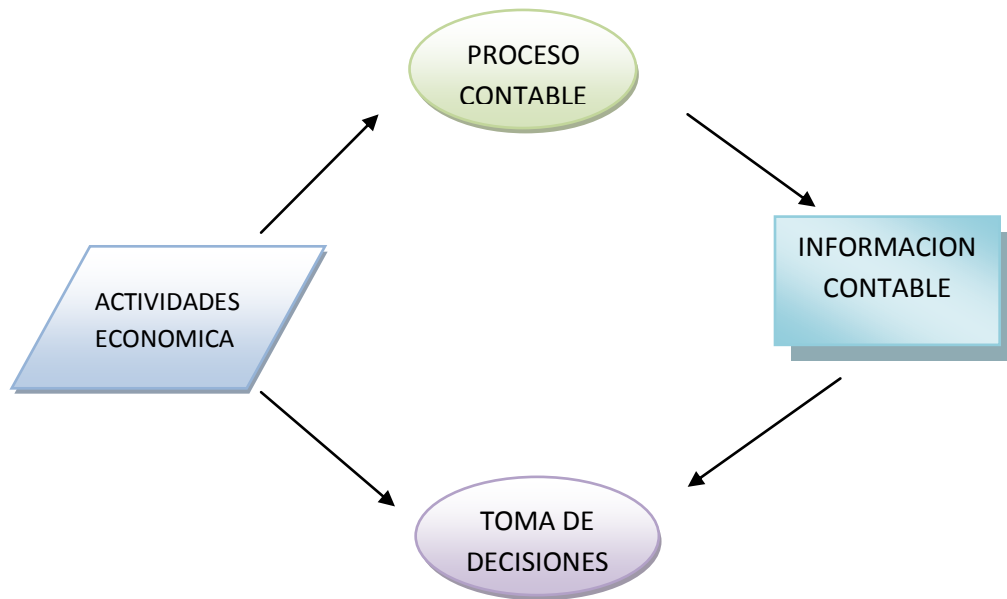 PROCESO
CONTABLE
INFORMACION
CONTABLE
ACTIVIDADES
ECONOMICA
TOMA DE
DECISIONES